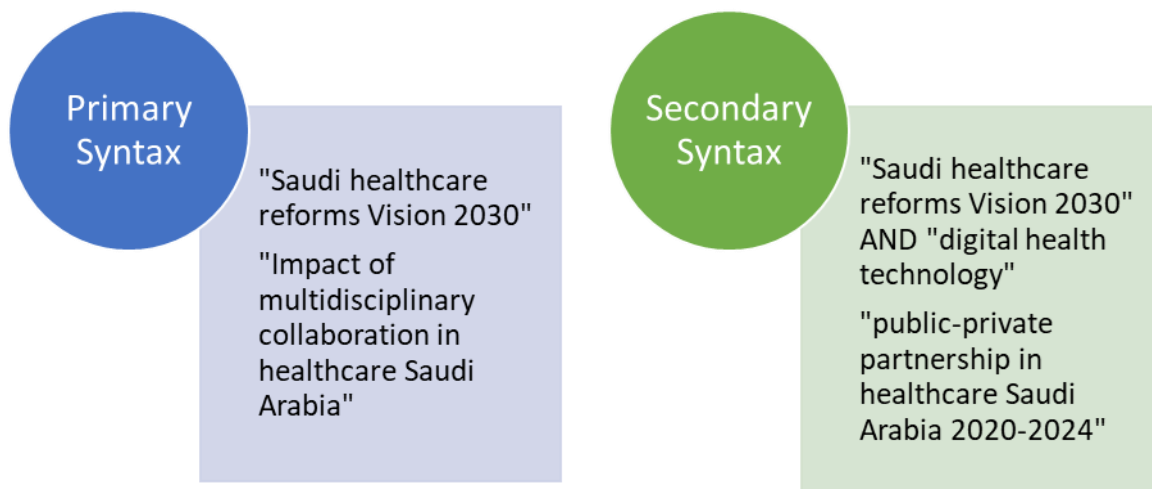 Primary
Syntax
"Saudi healthcare
reforms Vision 2030"
"Impact of
multidisciplinary
collaboration in
healthcare Saudi
Arabia"
Secondary
Syntax
"Saudi healthcare
reforms Vision 2030"
AND "digital health
technology"
"public-private
partnership in
healthcare Saudi
Arabia 2020-2024"